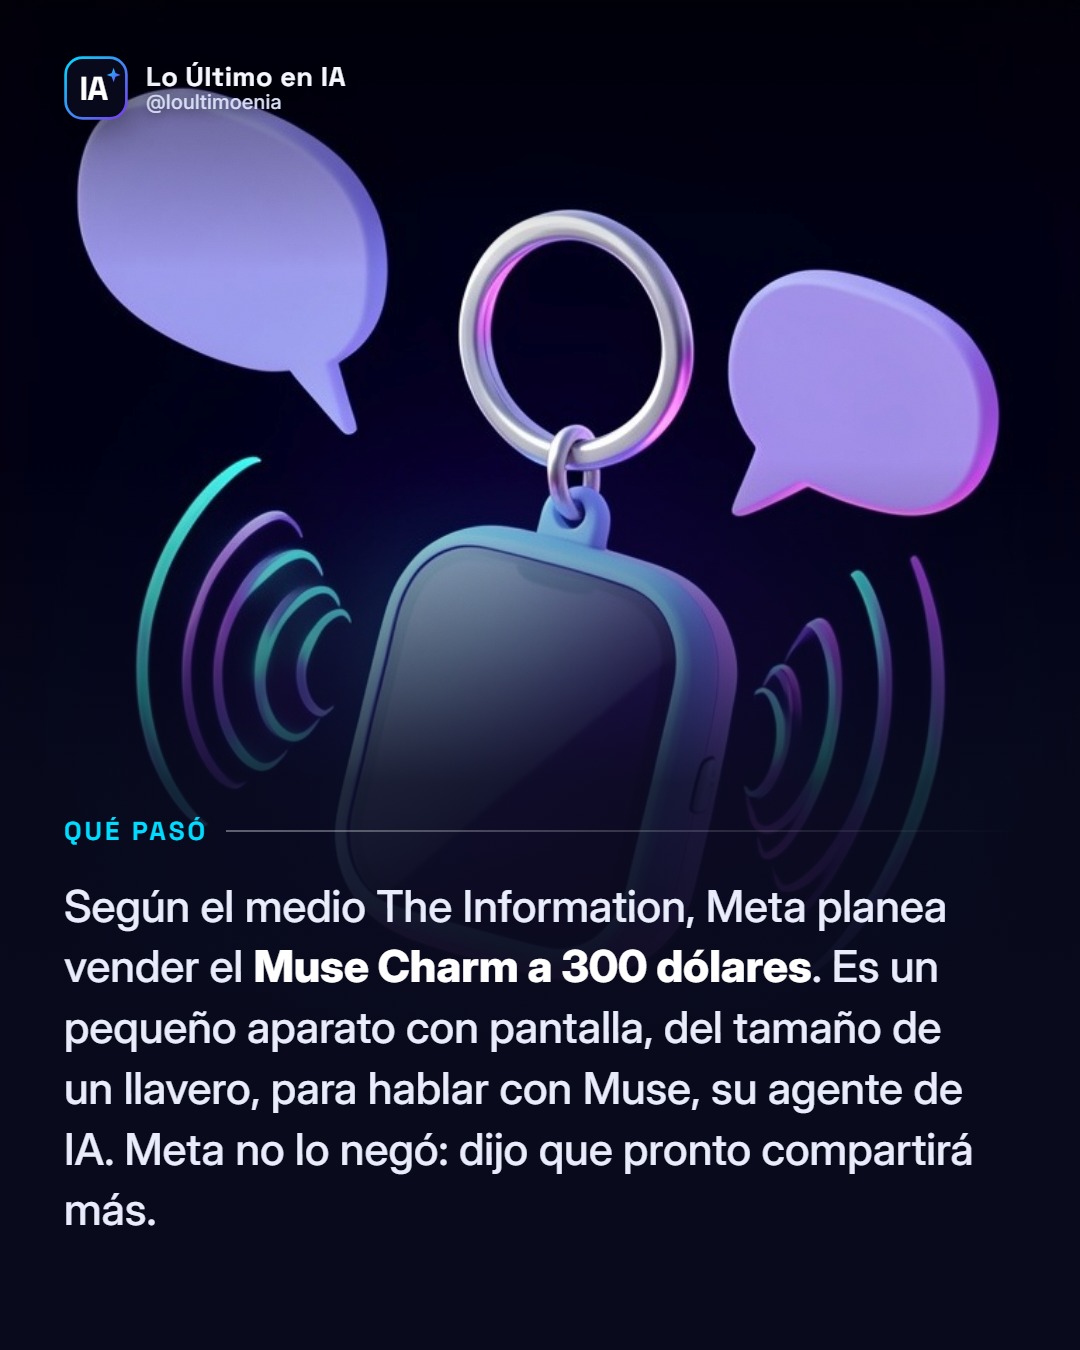 IA
Lo Último en IA
@loultimoenia
QUÉ PASÓ
Según el medio The Information, Meta planea
vender el Muse Charm a 300 dólares. Es un
pequeño aparato con pantalla, del tamaño de
un llavero, para hablar con Muse, su agente de
IA. Meta no lo negó: dijo que pronto compartirá
más.